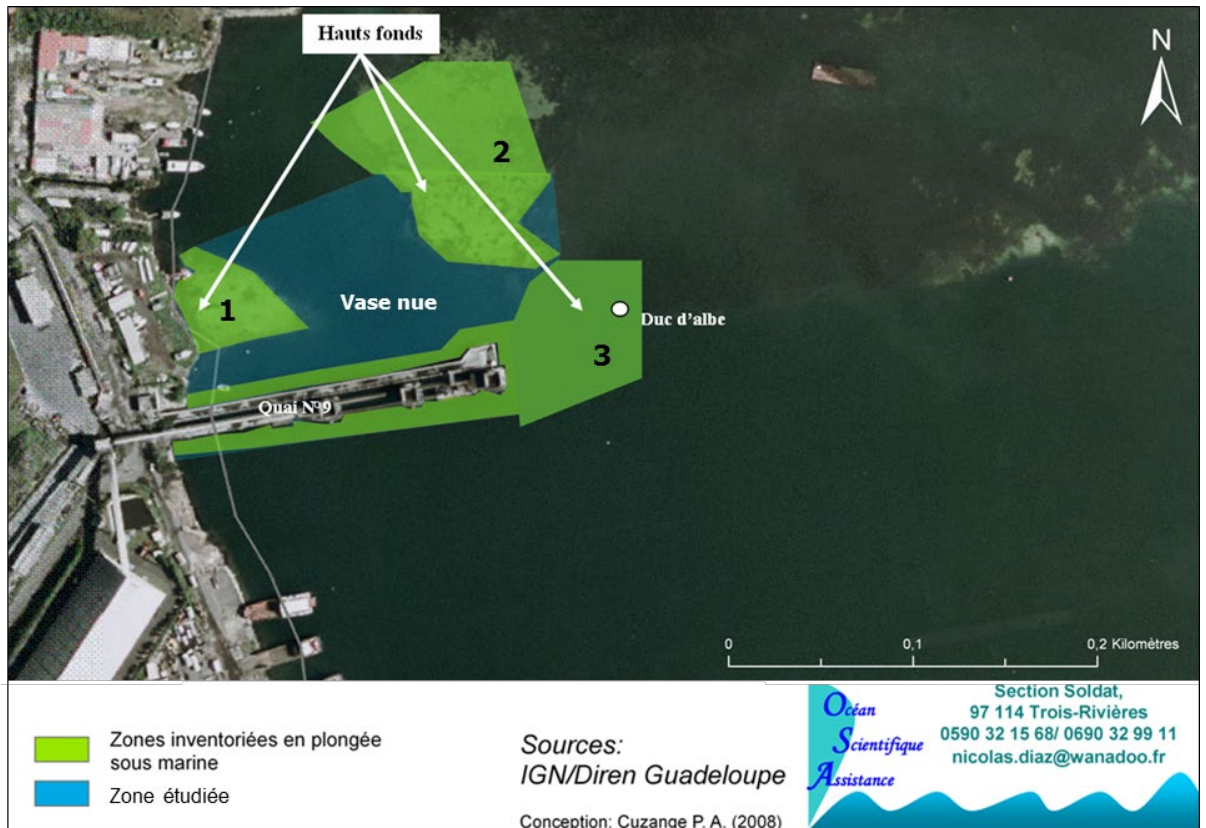 Hauts fonds
N
2
1
Vase nue
Duc d'albe
3
Quai N°9
0
0,1
0,2 Kilomètres
Zones inventoriées en plongée
sous marine
Zone étudiée
Sources:
IGN/Diren Guadeloupe
Conception: Cuzange P. A. (2008)
Océan
Scientifique
Assistance
Section Soldat,
97 114 Trois-Rivières
0590 32 15 68/ 0690 32 99 11
nicolas.diaz@wanadoo.fr